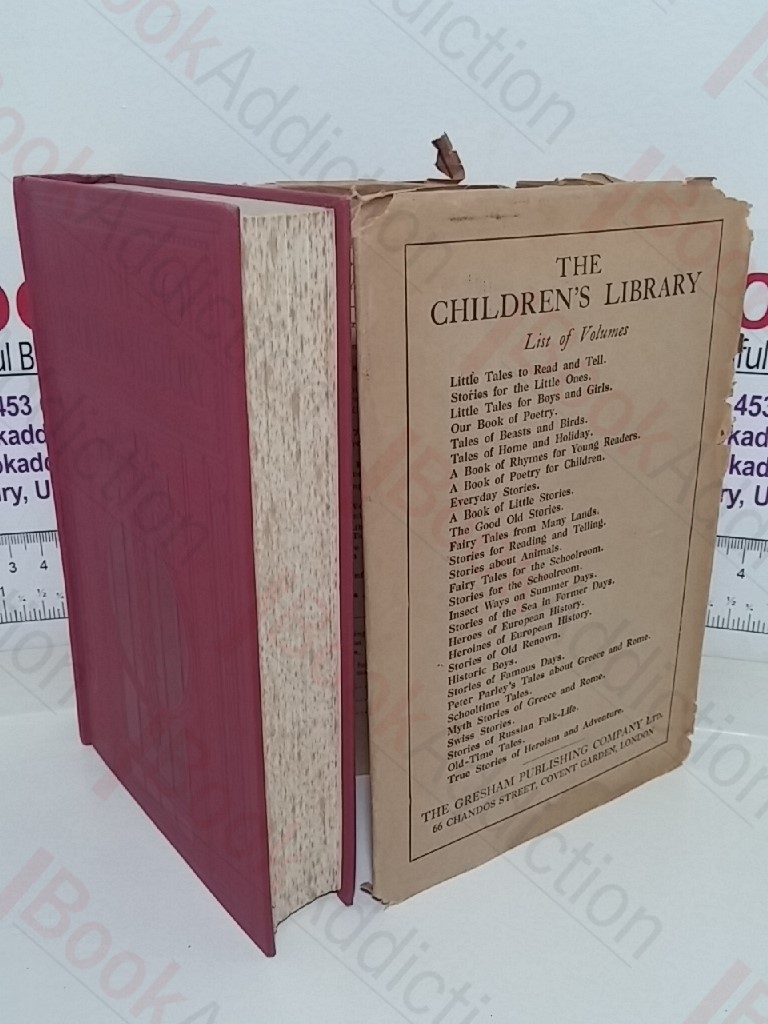 THE
CHILDREN'S LIBRARY
List of Volumes
Little Tales to Read and Tell.
Stories for the Little Ones.
Little Tales for Boys and Girls.
Our Book of Poetry.
Tales of Beasts and Birds.
Tales of Home and Holiday.
A Book of Rhymes for Young Readers.
A Book of Poetry for Children.
Everyday Stories.
A Book of Little Stories.
The Good Old Stories.
Fairy Tales from Many Lands.
Stories for Reading and Telling.
Stories about Animals.
Fairy Tales for the Schoolroom.
Stories for the Schoolroom.
Insect Ways on Summer Days.
Stories of the Sea in Former Days.
Heroes of European History.
Heroines of European History.
Stories of Old Renown.
Historic Boys.
Stories of Famous Days.
Peter Parley's Tales about Greece and Rome.
Schooltime Tales.
Myth Stories of Greece and Rome.
Swiss Stories.
Stories of Russian Folk-Life.
Old-Time Tales.
True Stories of Heroism and Adventure.
THE GRESHAM PUBLISHING COMPANY LTD.
66 CHANDOS STREET, COVENT GARDEN, LONDON
BookAddiction